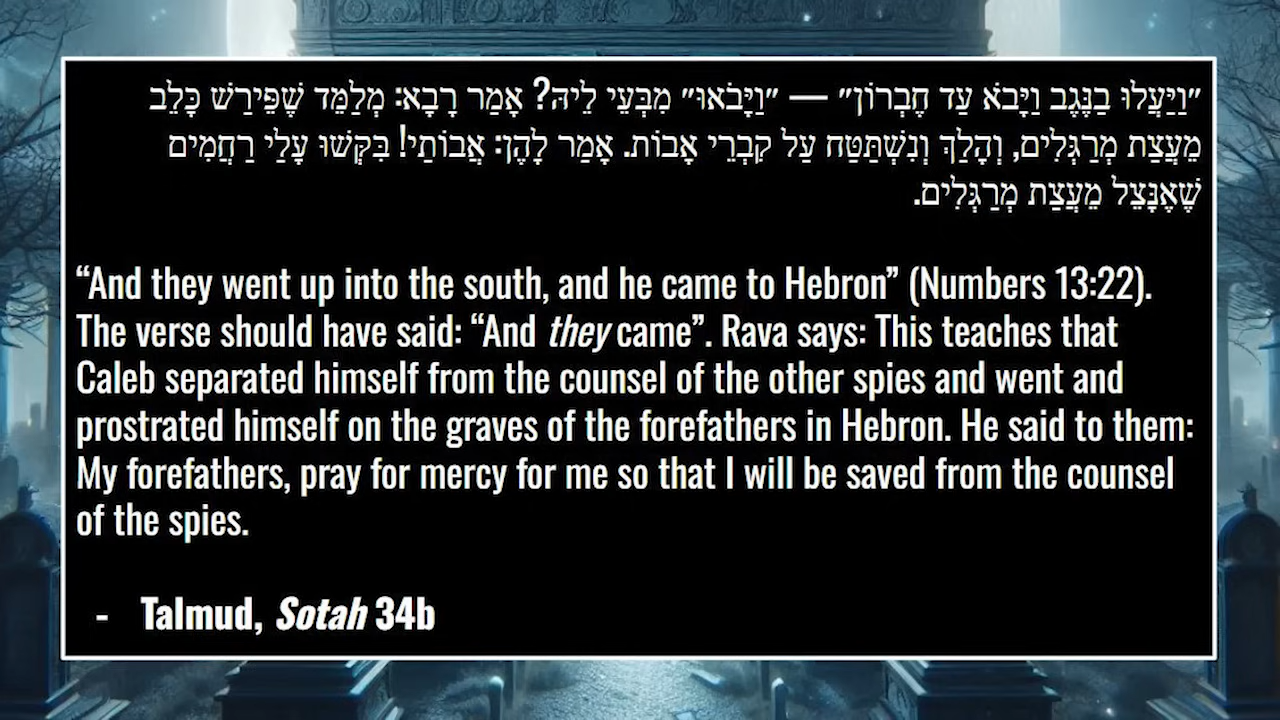 ״וַיַּעֲלוּ בַנֶּגֶב וַיָּבֹא עַד חֶבְרוֹן״ — ״וַיָּבֹאוּ״ מִבְּעֵי לֵיהּ? אָמַר רָבָא: מְלַמֵּד שֶׁפֵּירַשׁ כָּלֵב
מֵעֲצַת מְרַגְּלִים, וְהָלַךְ וְנִשְׁתַּטַּח עַל קִבְרֵי אָבוֹת. אָמַר לָהֶן: אֲבוֹתַי! בִּקְּשׁוּ עָלַי רַחֲמִים
שֶׁאֶנָּצֵל מֵעֲצַת מְרַגְּלִים.
“And they went up into the south, and he came to Hebron” (Numbers 13:22).
The verse should have said: “And they came”. Rava says: This teaches that
Caleb separated himself from the counsel of the other spies and went and
prostrated himself on the graves of the forefathers in Hebron. He said to them:
My forefathers, pray for mercy for me so that I will be saved from the counsel
of the spies.
- Talmud, Sotah 34b